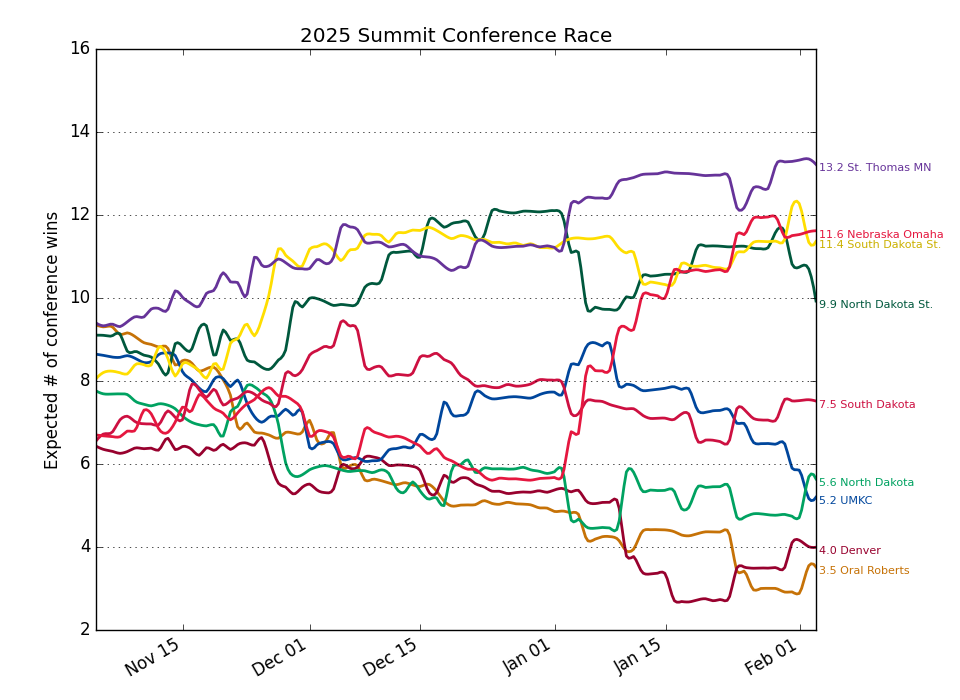 2025 Summit Conference Race
Expected # of conference wins
16
14
12
10
8
6
4
2
13.2 St. Thomas MN
11.6 Nebraska Omaha
11.4 South Dakota St.
9.9 North Dakota St.
7.5 South Dakota
5.6 North Dakota
5.2 UMKC
4.0 Denver
3.5 Oral Roberts
Nov 15
Dec 01
Dec 15
Jan 01
Jan 15
Feb 01